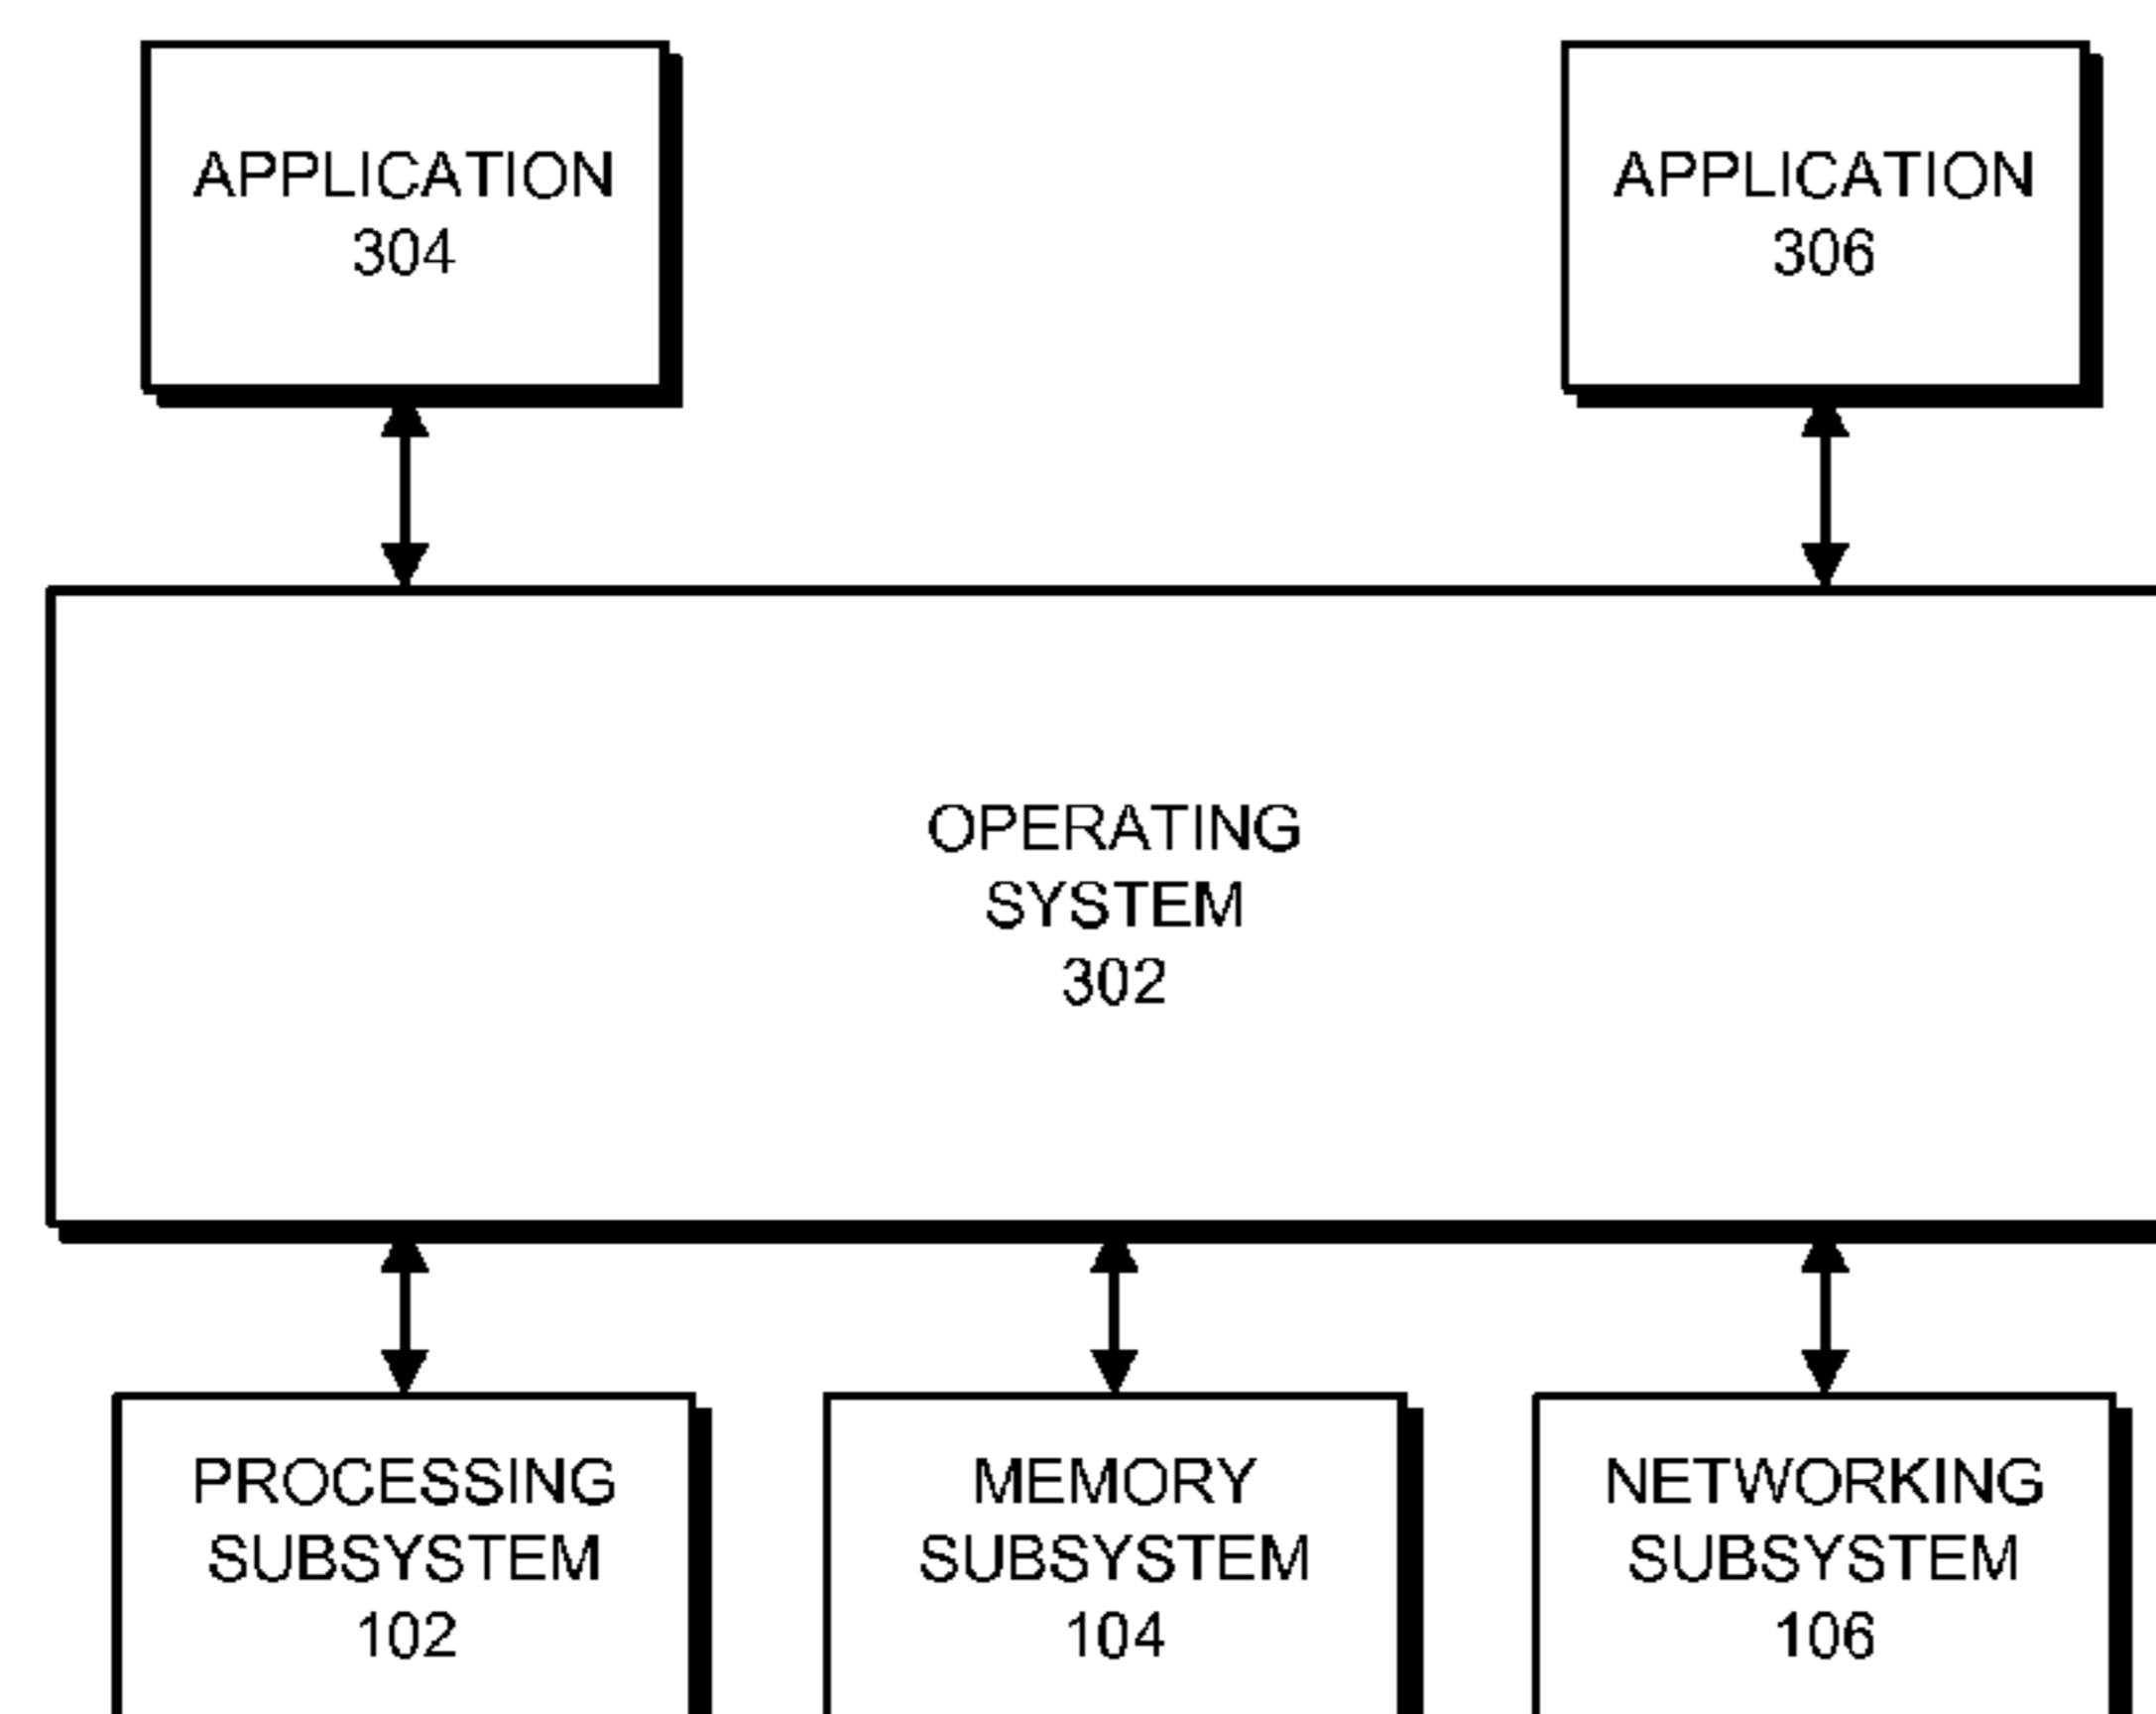 APPLICATION
304
APPLICATION
306
OPERATING
SYSTEM
302
PROCESSING
SUBSYSTEM
102
MEMORY
SUBSYSTEM
104
NETWORKING
SUBSYSTEM
106